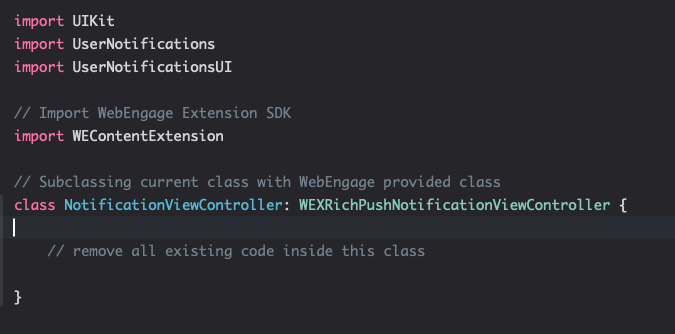 import UIKit
import UserNotifications
import UserNotificationsUI
// Import WebEngage Extension SDK
import WEContentExtension
// Subclassing current class with WebEngage provided class
class NotificationViewController: WEXRichPushNotificationViewController {
// remove all existing code inside this class
}